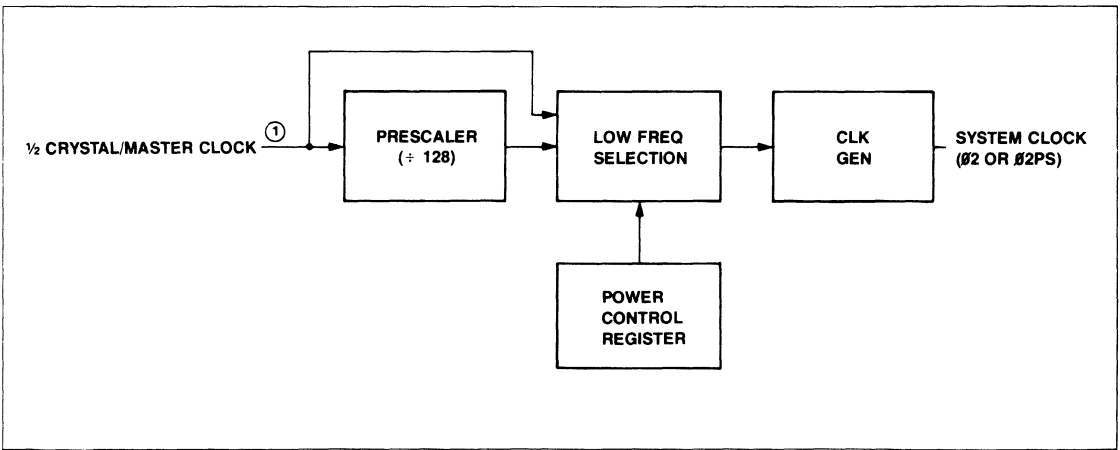 ½ CRYSTAL/MASTER CLOCK
①
PRESCALER
(÷ 128)
LOW FREQ
SELECTION
CLK
GEN
SYSTEM CLOCK
(Ø2 OR Ø2PS)
POWER
CONTROL
REGISTER